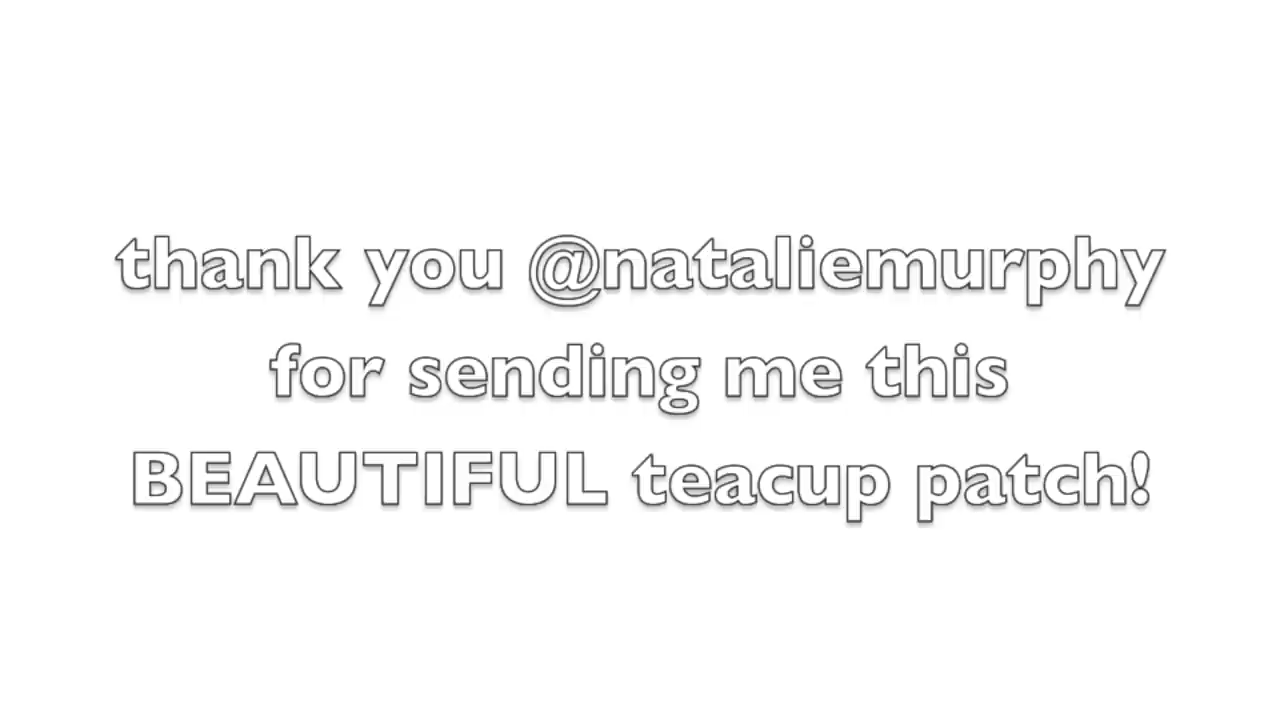 thank you @nataliemurphy
for sending me this
BEAUTIFUL teacup patch!